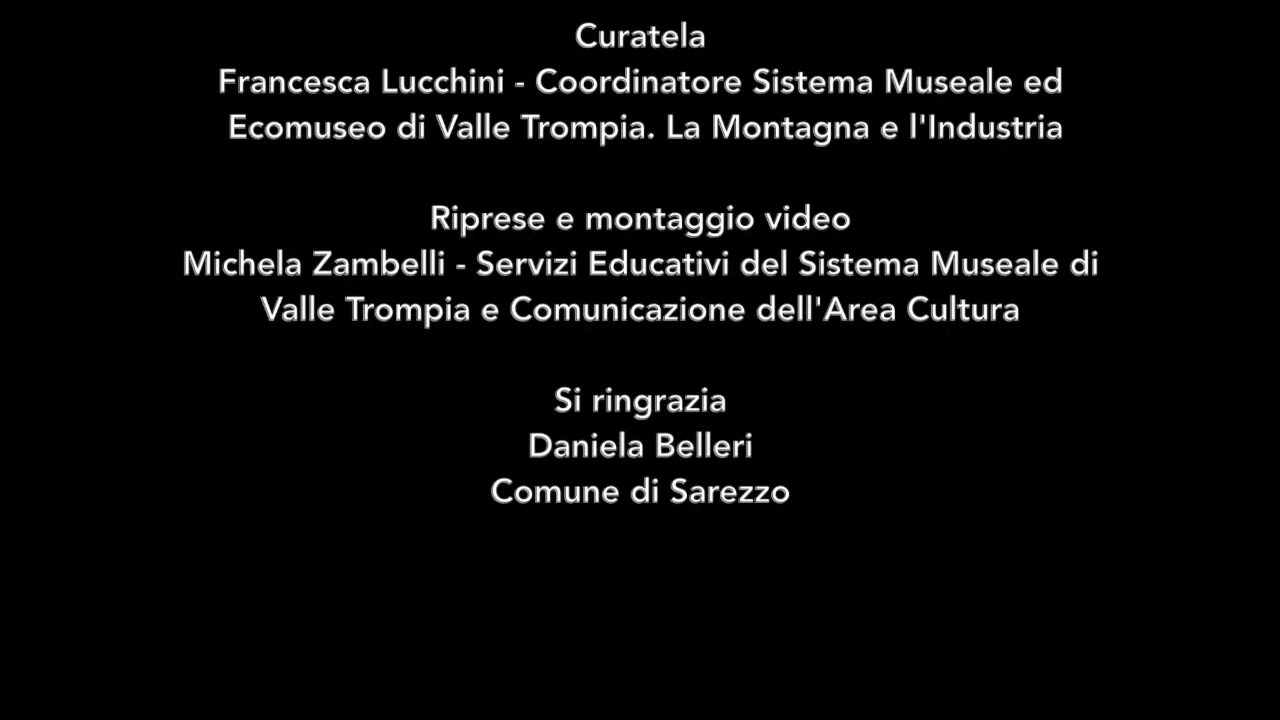 Curatela
Francesca Lucchini - Coordinatore Sistema Museale ed
Ecomuseo di Valle Trompia. La Montagna e l'Industria
Riprese e montaggio video
Michela Zambelli - Servizi Educativi del Sistema Museale di
Valle Trompia e Comunicazione dell'Area Cultura
Si ringrazia
Daniela Belleri
Comune di Sarezzo